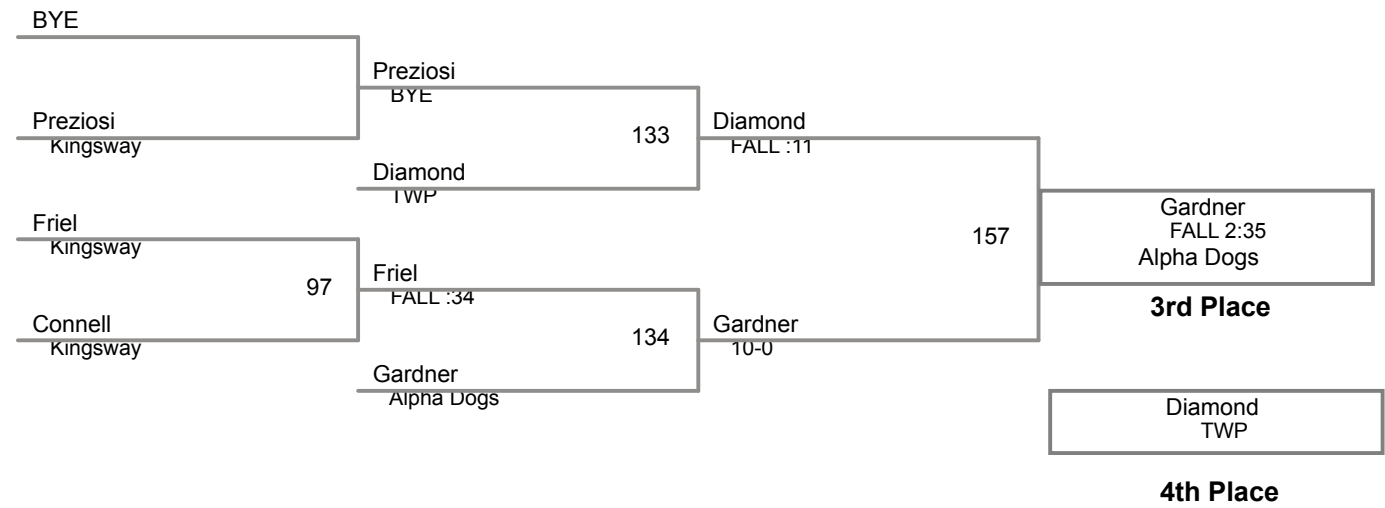 BYE
Preziosi
BYE
Preziosi
Kingsway
133
Diamond
FALL :11
Diamond
TWP
Friel
Kingsway
157
Gardner
FALL 2:35
Alpha Dogs
97
Friel
FALL :34
3rd Place
Connell
Kingsway
134
Gardner
10-0
Gardner
Alpha Dogs
Diamond
TWP
4th Place